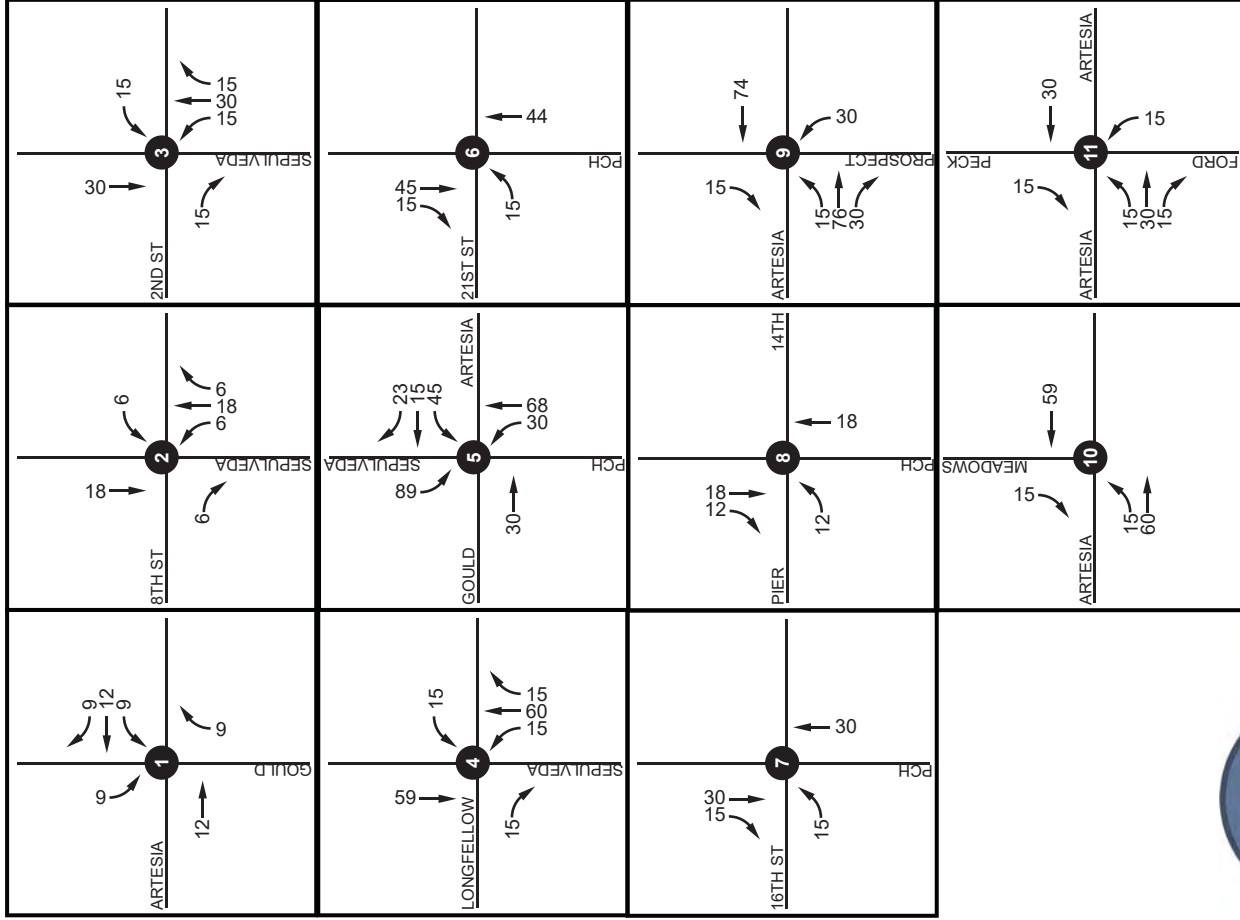 3
15
15
30
15
30
15
2ND ST
SEPULVEDA
6
44
45
15
15
21ST ST
PCH
9
74
30
15
15
76
30
ARTESIA
PROSPECT
11
ARTESIA
30
15
15
15
30
15
PECK
FORD
ARTESIA
2
6
6
18
6
18
6
8TH ST
SEPULVEDA
5
ARTESIA
23
15
45
68
30
89
30
SEPULVEDA
PCH
GOULD
8
14TH
18
18
12
12
PIER
PCH
10
59
15
15
60
MEADOWS
ARTESIA
1
9
12
9
9
9
12
ARTESIA
GOULD
4
15
15
60
15
59
15
LONGFELLOW
SEPULVEDA
7
30
30
15
15
16TH ST
PCH